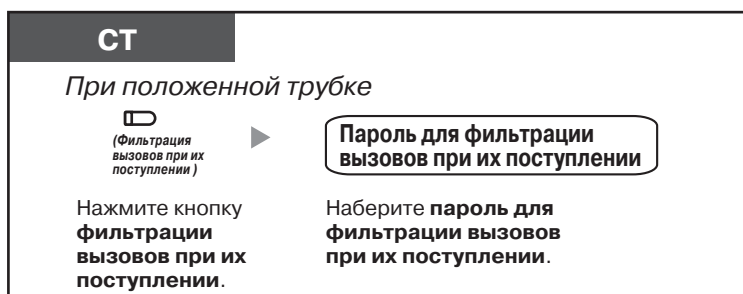 СТ
При положенной трубке
(Фильтрация
вызовов при их
поступлении )
Пароль для фильтрации
вызовов при их поступлении
Нажмите кнопку
фильтрации
вызовов при их
поступлении.
Наберите пароль для
фильтрации вызовов
при их поступлении.